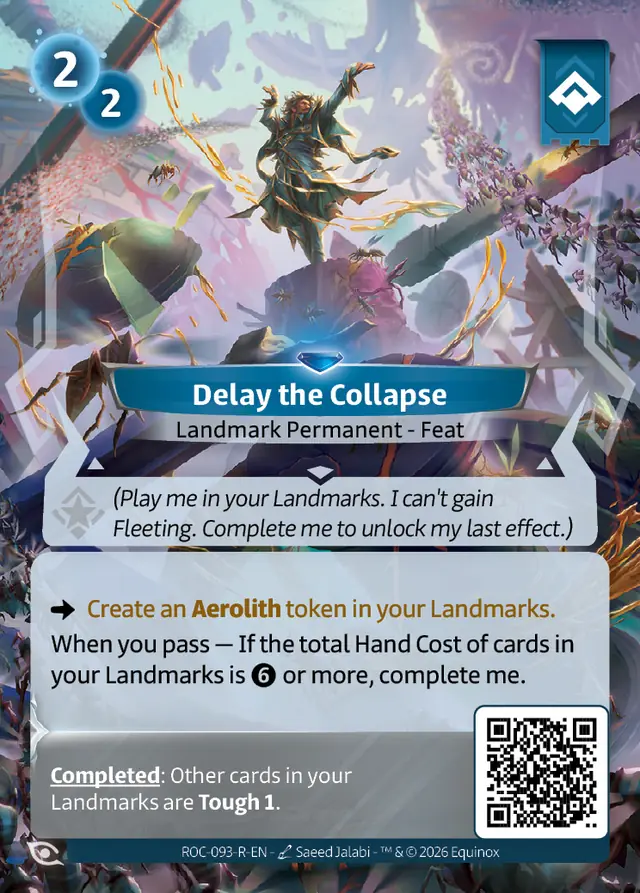 2
2
Delay the Collapse
Landmark Permanent - Feat
(Play me in your Landmarks. I can't gain
Fleeting. Complete me to unlock my last effect.)
Create an Aerolith token in your Landmarks.
When you pass — If the total Hand Cost of cards in
your Landmarks is 6 or more, complete me.
Completed: Other cards in your
Landmarks are Tough 1.
ROC-093-R-EN - Saeed Jalabi - ™ & © 2026 Equinox